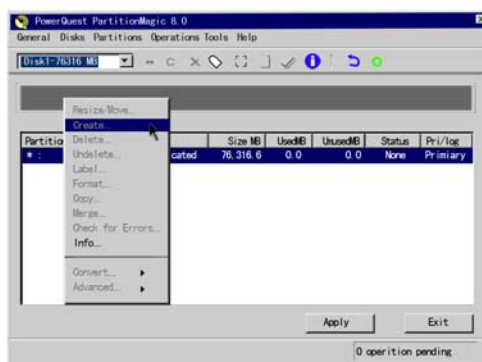 PowerQuest PartitionMagic 8.0
General Disks Partitions Operations Tools Help
Disk1-76316 MB
Resize/Move...
Create...
Delete...
Undelete...
Label...
Format...
Copy...
Merge...
Check for Errors...
Info...
Convert...
Advanced...
Partitio Size MB UsedMB UnusedMB Status Pri/log
* : cated 76,316.6 0.0 0.0 None Primiary
Apply Exit
0 operition pending